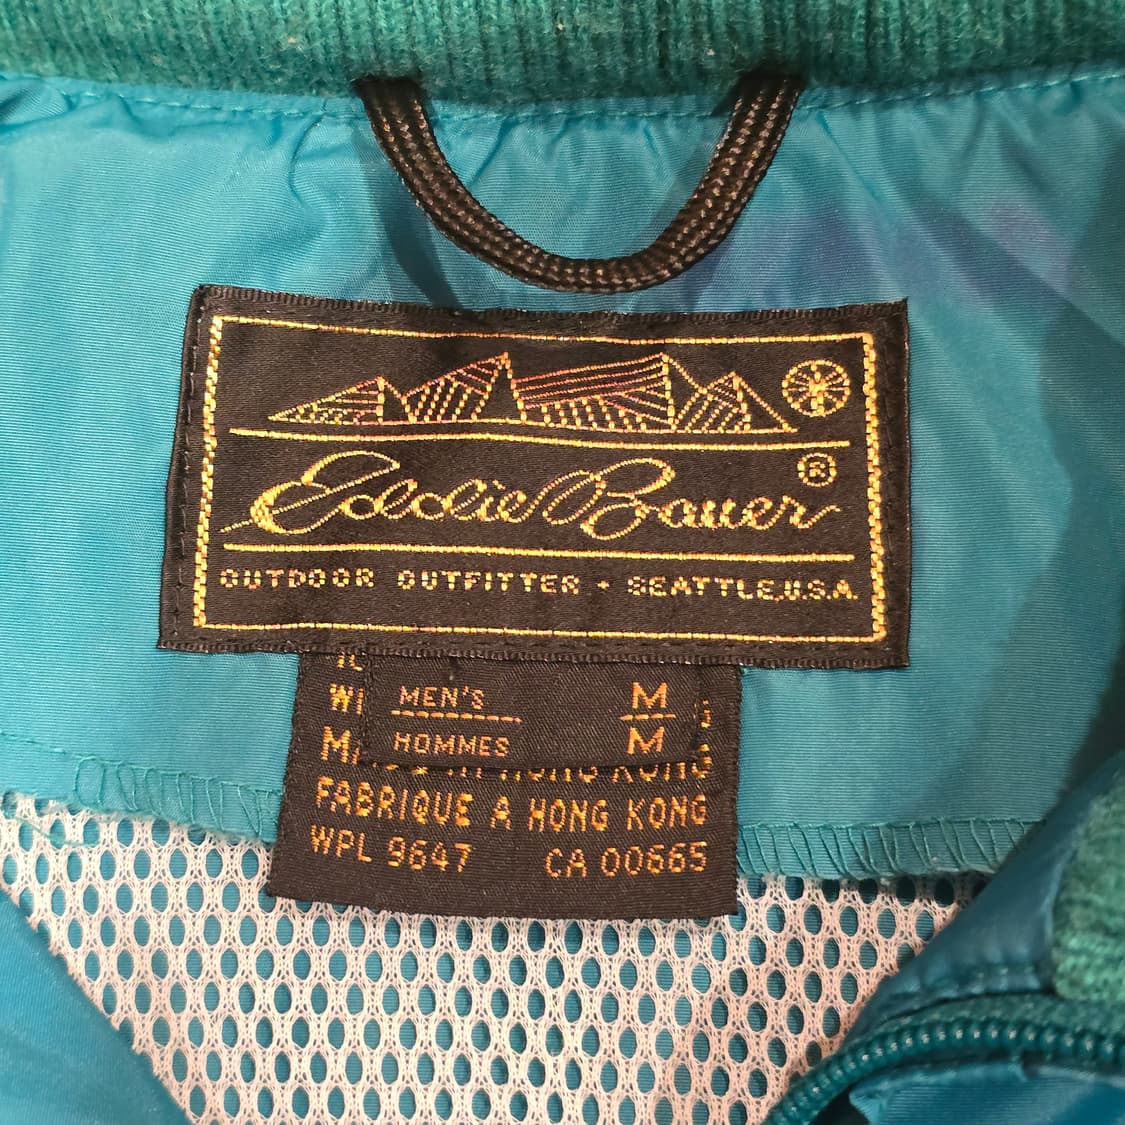 Eddie Bauer®
OUTDOOR OUTFITTER • SEATTLE, U.S.A
MEN'S M
HOMMES M
FABRIQUE A HONG KONG
WPL 9647 CA 00665